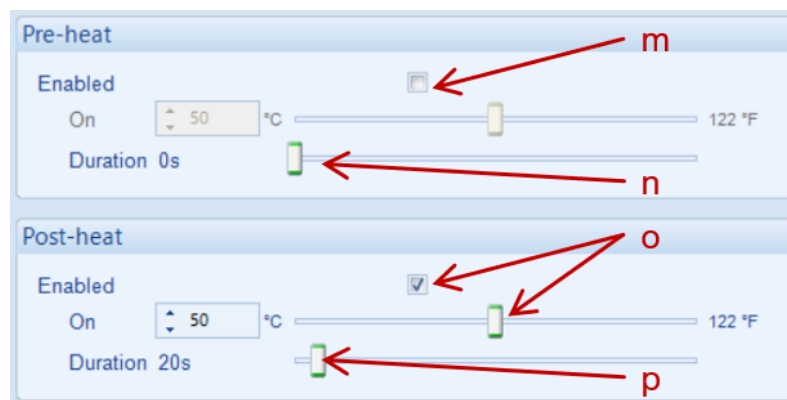 Pre-heat
m
Enabled
On 50 °C 122 °F
Duration 0s
n
Post-heat
o
Enabled
On 50 °C 122 °F
Duration 20s
p